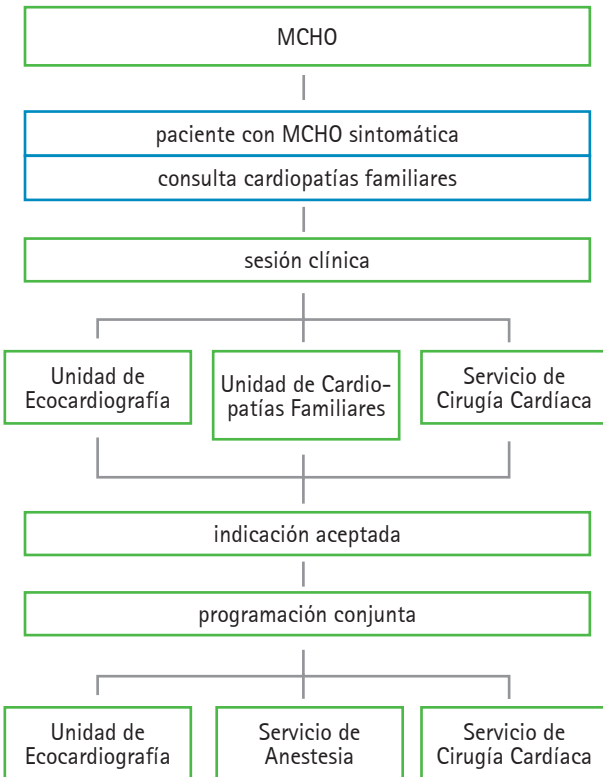 MCHO
paciente con MCHO sintomática
consulta cardiopatías familiares
sesión clínica
Unidad de
Ecocardiografía
Unidad de Cardio-
patías Familiares
Servicio de
Cirugía Cardíaca
indicación aceptada
programación conjunta
Unidad de
Ecocardiografía
Servicio de
Anestesia
Servicio de
Cirugía Cardíaca